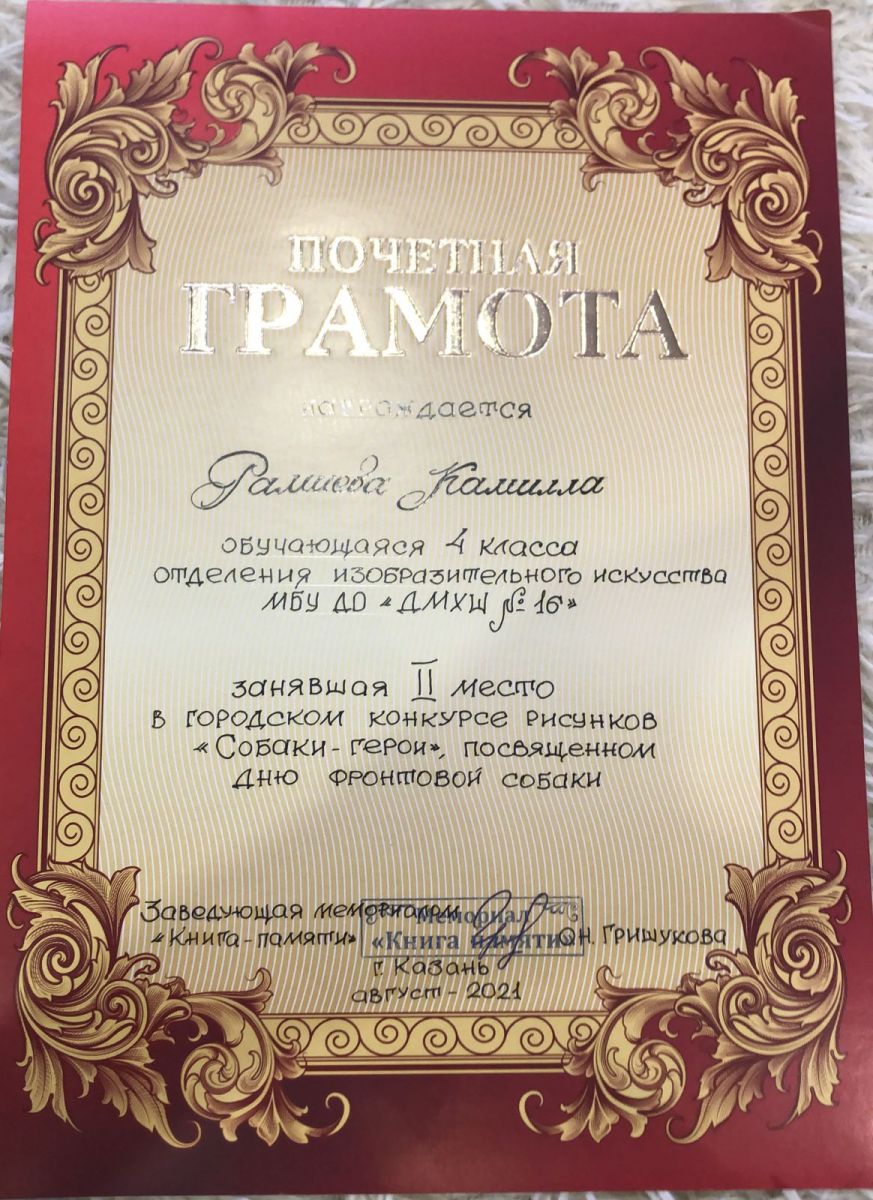 ПОЧЕТНАЯ
ГРАМОТА
награждается
Рамиева Камилла
обучающаяся 4 класса
отделения изобразительного искусства
МБУ ДО «ДМХШ № 16»
занявшая II место
в городском конкурсе рисунков
«Собаки-герои», посвященном
Дню фронтовой собаки
Заведующая мемориалом
«Книга-памяти» О.Н. Гришукова
Мемориал
«Книга памяти»
г. Казань
август - 2021